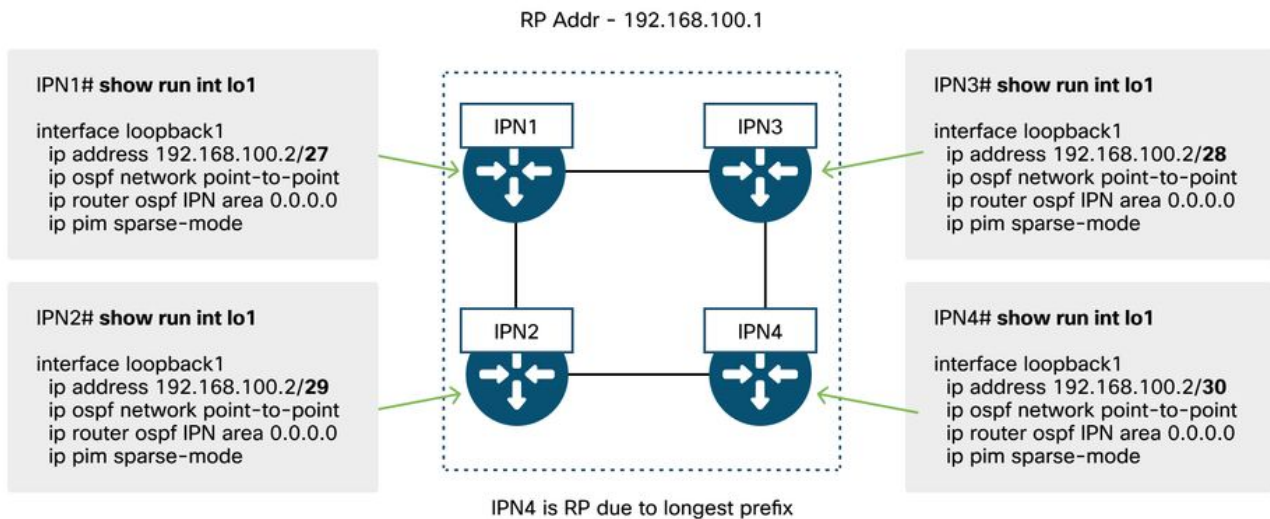 RP Addr - 192.168.100.1
IPN1# show run int lo1
interface loopback1
ip address 192.168.100.2/27
ip ospf network point-to-point
ip router ospf IPN area 0.0.0.0
ip pim sparse-mode
IPN2# show run int lo1
interface loopback1
ip address 192.168.100.2/29
ip ospf network point-to-point
ip router ospf IPN area 0.0.0.0
ip pim sparse-mode
IPN1
IPN3
IPN2
IPN4
IPN3# show run int lo1
interface loopback1
ip address 192.168.100.2/28
ip ospf network point-to-point
ip router ospf IPN area 0.0.0.0
ip pim sparse-mode
IPN4# show run int lo1
interface loopback1
ip address 192.168.100.2/30
ip ospf network point-to-point
ip router ospf IPN area 0.0.0.0
ip pim sparse-mode
IPN4 is RP due to longest prefix